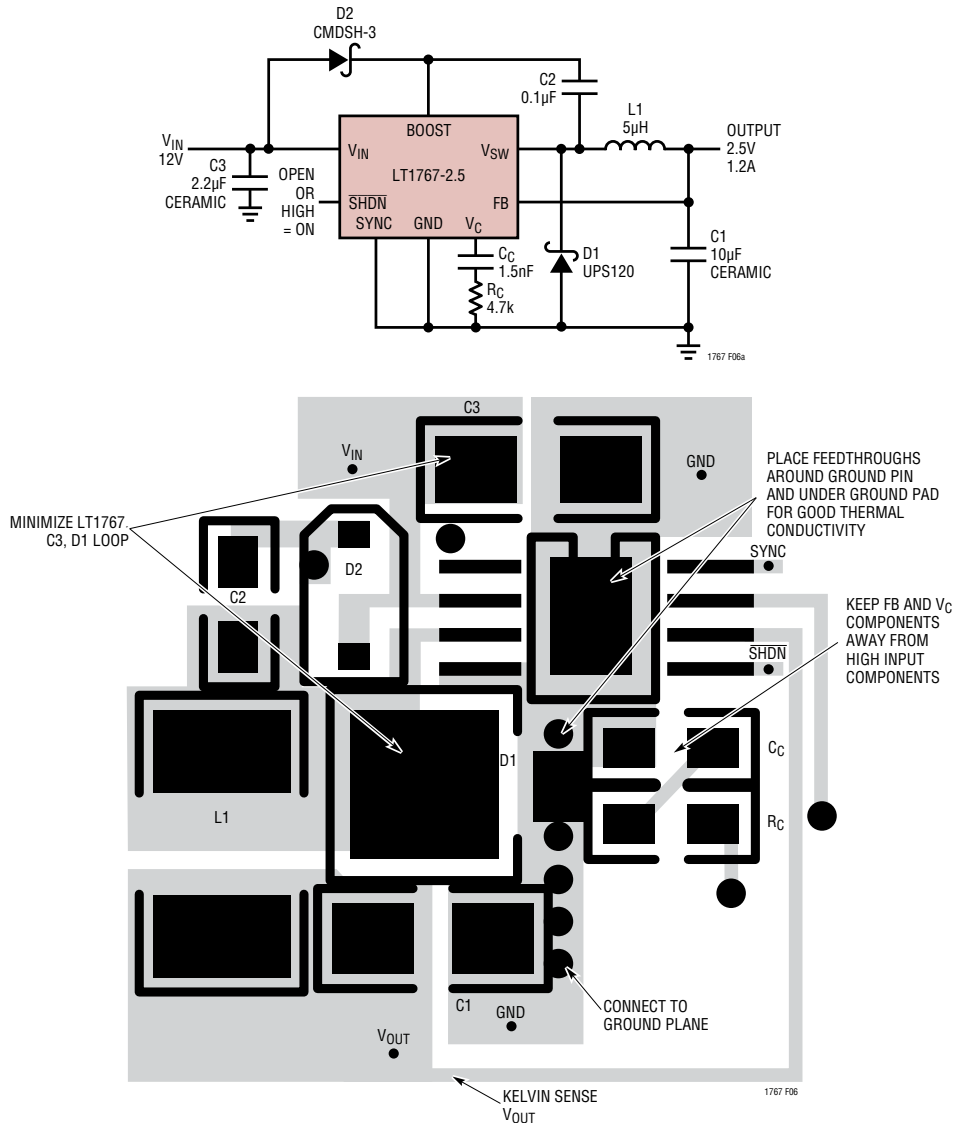 D2
CMDSH-3
C2
0.1µF
L1
5µH
BOOST
OUTPUT
2.5V
1.2A
VIN
12V
VIN
VSW
C3
2.2µF
CERAMIC
LT1767-2.5
OPEN
OR
HIGH
= ON
SHDN
FB
SYNC
GND
VC
CC
1.5nF
RC
4.7k
D1
UPS120
C1
10µF
CERAMIC
1767 F06a
C3
VIN
GND
PLACE FEEDTHROUGHS
AROUND GROUND PIN
AND UNDER GROUND PAD
FOR GOOD THERMAL
CONDUCTIVITY
MINIMIZE LT1767,
C3, D1 LOOP
SYNC
D2
C2
KEEP FB AND VC
COMPONENTS
AWAY FROM
HIGH INPUT
COMPONENTS
SHDN
D1
CC
L1
RC
C1
GND
CONNECT TO
GROUND PLANE
VOUT
KELVIN SENSE
VOUT
1767 F06